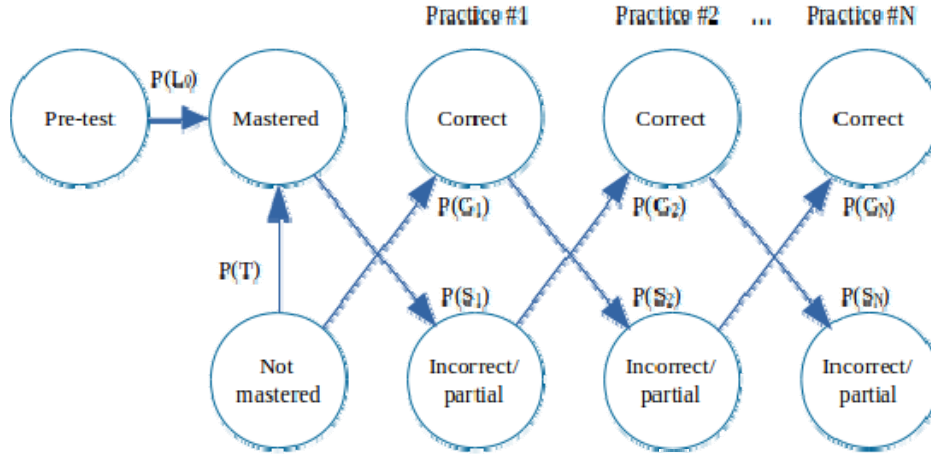 Practice #1 Practice #2 ... Practice #N
P(L0)
Pre-test Mastered Correct Correct Correct
P(G1) P(G2) P(GN)
P(T)
P(S1) P(S2) P(SN)
Not mastered
Incorrect/ partial
Incorrect/ partial
Incorrect/ partial